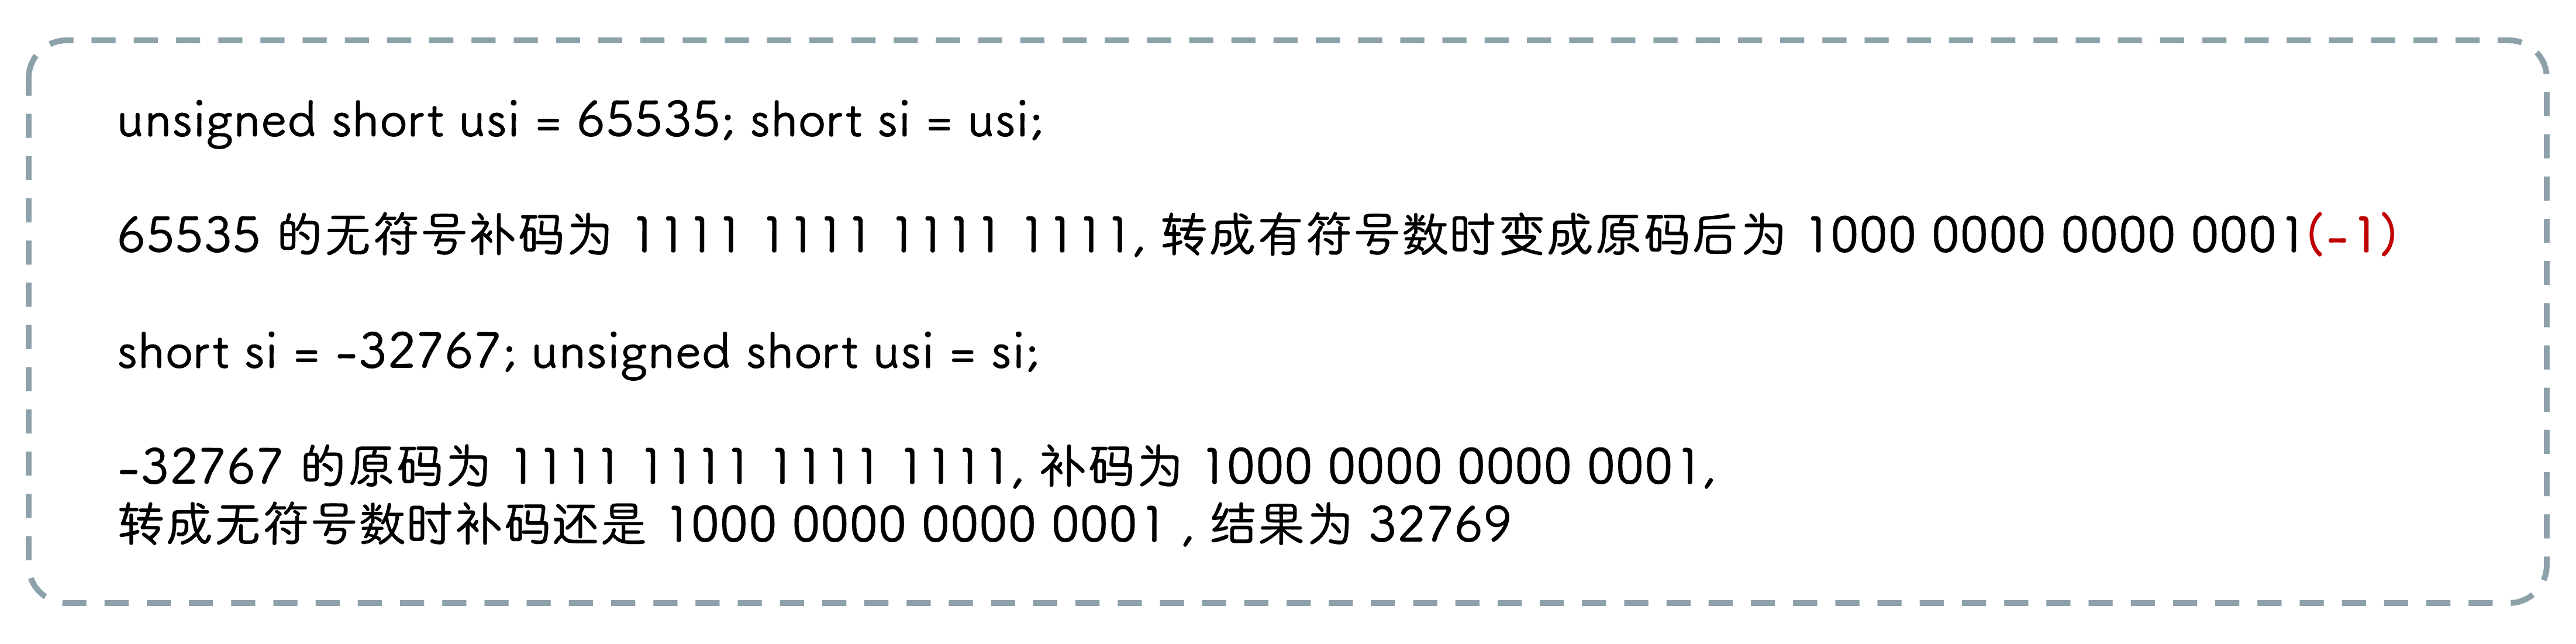 unsigned short usi = 65535; short si = usi;
65535 的无符号补码为 1111 1111 1111 1111, 转成有符号数时变成原码后为 1000 0000 0000 0001(-1)
short si = -32767; unsigned short usi = si;
-32767 的原码为 1111 1111 1111 1111, 补码为 1000 0000 0000 0001,
转成无符号数时补码还是 1000 0000 0000 0001 , 结果为 32769